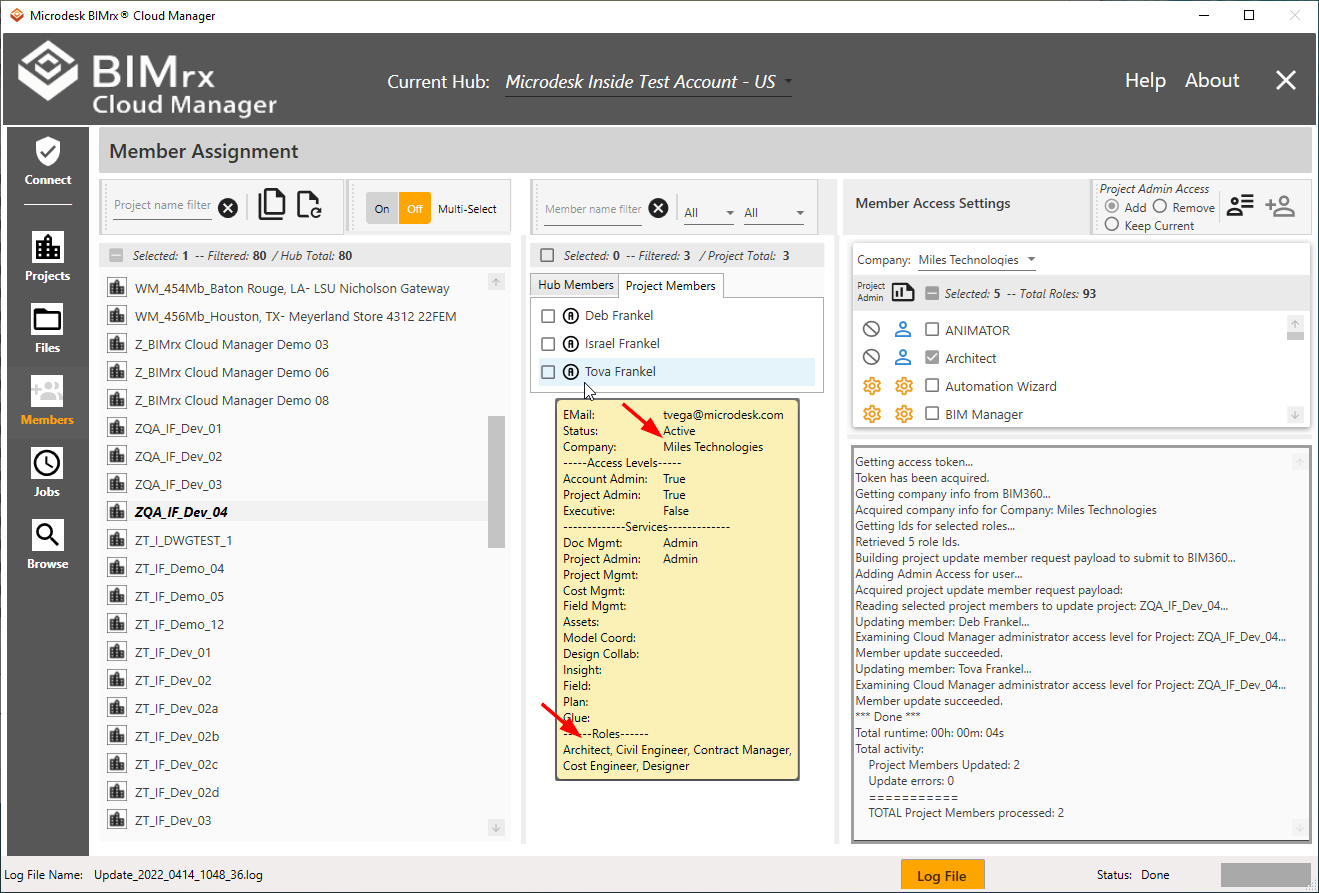 Microdesk BIMrx® Cloud Manager
BIMrx
Cloud Manager
Current Hub: Microdesk Inside Test Account - US
Help About
Connect
Projects
Files
Members
Jobs
Browse
Member Assignment
Project name filter
On Off Multi-Select
Selected: 1 -- Filtered: 80 / Hub Total: 80
WM_454Mb_Baton Rouge, LA- LSU Nicholson Gateway
WM_456Mb_Houston, TX- Meyerland Store 4312 22FEM
Z_BIMrx Cloud Manager Demo 03
Z_BIMrx Cloud Manager Demo 06
Z_BIMrx Cloud Manager Demo 08
ZQA_IF_Dev_01
ZQA_IF_Dev_02
ZQA_IF_Dev_03
ZQA_IF_Dev_04
ZT_I_DWGTEST_1
ZT_IF_Demo_04
ZT_IF_Demo_05
ZT_IF_Demo_12
ZT_IF_Dev_01
ZT_IF_Dev_02
ZT_IF_Dev_02a
ZT_IF_Dev_02b
ZT_IF_Dev_02c
ZT_IF_Dev_02d
ZT_IF_Dev_03
Member name filter
All All
Selected: 0 -- Filtered: 3 / Project Total: 3
Hub Members Project Members
Deb Frankel
Israel Frankel
Tova Frankel
EMail: tvega@microdesk.com
Status: Active
Company: Miles Technologies
-----Access Levels-----
Account Admin: True
Project Admin: True
Executive: False
-------------Services-------------
Doc Mgmt: Admin
Project Admin: Admin
Project Mgmt:
Cost Mgmt:
Field Mgmt:
Assets:
Model Coord:
Design Collab:
Insight:
Field:
Plan:
Glue:
------Roles------
Architect, Civil Engineer, Contract Manager,
Cost Engineer, Designer
Member Access Settings
Project Admin Access
Add Remove
Keep Current
Company: Miles Technologies
Project
Admin
Selected: 5 -- Total Roles: 93
ANIMATOR
Architect
Automation Wizard
BIM Manager
Getting access token...
Token has been acquired.
Getting company info from BIM360...
Acquired company info for Company: Miles Technologies
Getting Ids for selected roles...
Retrieved 5 role Ids.
Building project update member request payload to submit to BIM360...
Adding Admin Access for user...
Acquired project update member request payload:
Reading selected project members to update project: ZQA_IF_Dev_04...
Updating member: Deb Frankel...
Examining Cloud Manager administrator access level for Project: ZQA_IF_Dev_04...
Member update succeeded.
Updating member: Tova Frankel...
Examining Cloud Manager administrator access level for Project: ZQA_IF_Dev_04...
Member update succeeded.
*** Done ***
Total runtime: 00h: 00m: 04s
Total activity:
Project Members Updated: 2
Update errors: 0
===========
TOTAL Project Members processed: 2
Log File Name: Update_2022_0414_1048_36.log
Log File
Status: Done